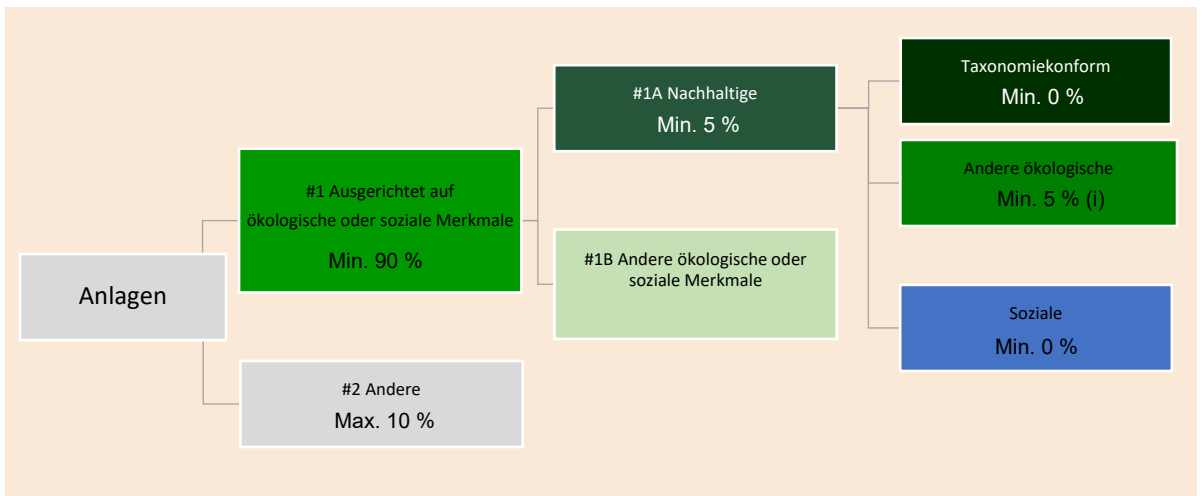 Anlagen
#1 Ausgerichtet auf
ökologische oder soziale Merkmale
Min. 90 %
#2 Andere
Max. 10 %
#1A Nachhaltige
Min. 5 %
#1B Andere ökologische oder
soziale Merkmale
Taxonomiekonform
Min. 0 %
Andere ökologische
Min. 5 % (i)
Soziale
Min. 0 %